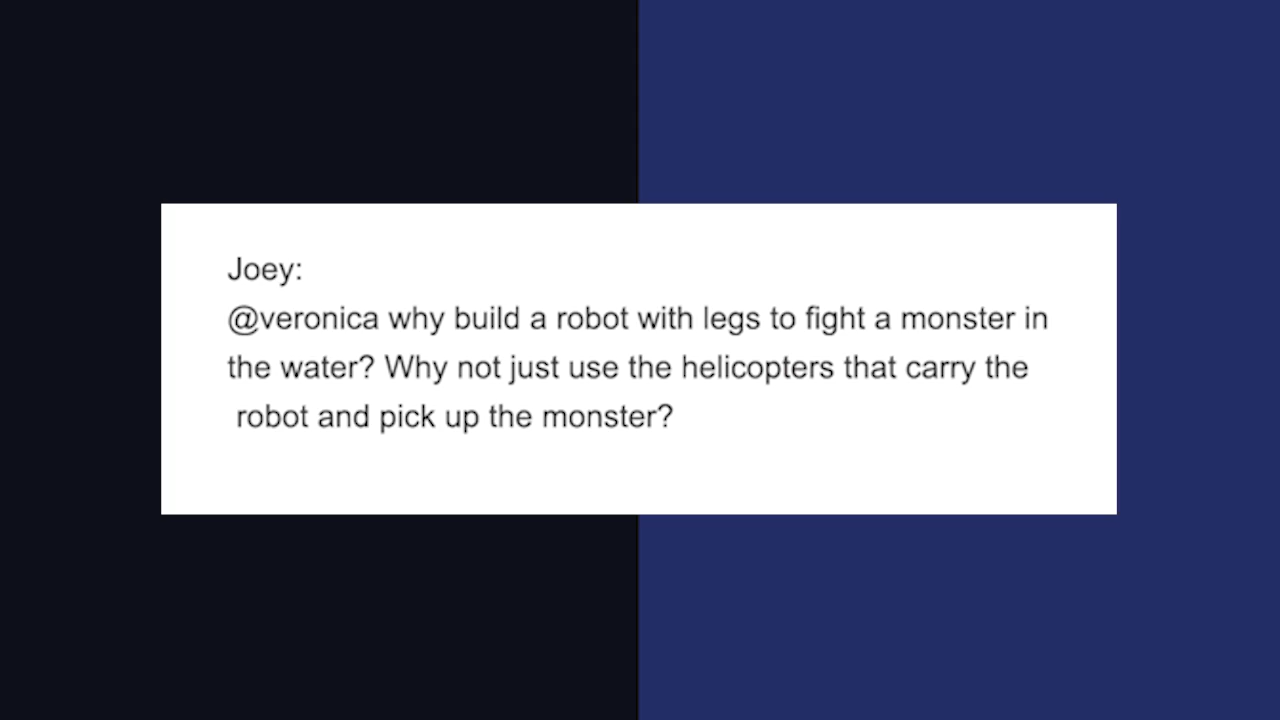 Joey:
@veronica why build a robot with legs to fight a monster in
the water? Why not just use the helicopters that carry the
robot and pick up the monster?